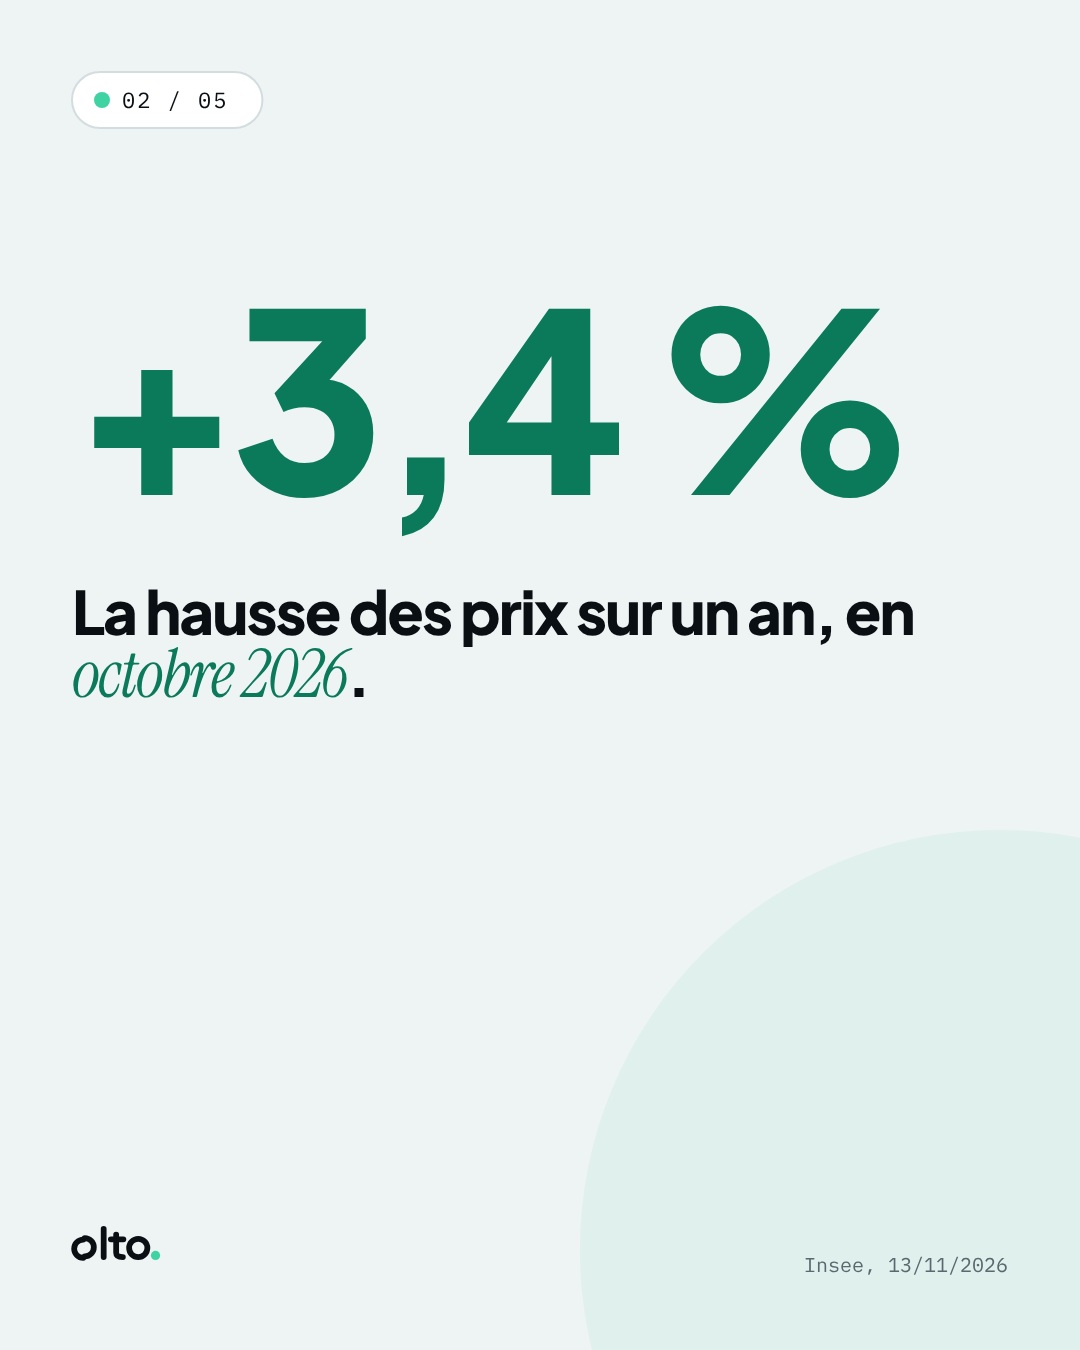 02 / 05
+3,4 %
La hausse des prix sur un an, en
octobre 2026.
olto.
Insee, 13/11/2026